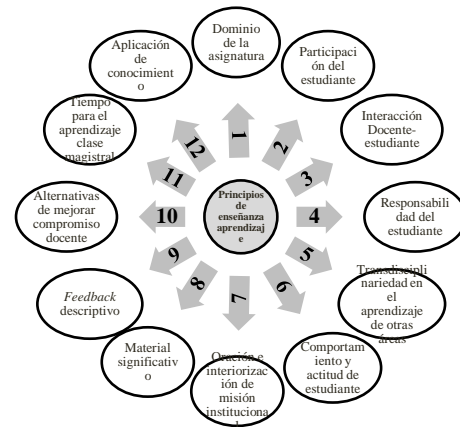 Dominio
de la
asignatura
1
Participaci
ón del
estudiante
2
Interacción
Docente-
estudiante
3
Responsabili
dad del
estudiante
4
Transdiscipli
nariedad en
el
aprendizaje
de otras
áreas
5
Comportam
iento y
actitud de
estudiante
6
Oración e
interiorizac
ión de
misión
instituciona
7
Material
significativ
o
8
Feedback
descriptivo
9
Alternativas
de mejorar
compromiso
docente
10
Tiempo
para el
aprendizaje
clase
magistral
11
Aplicación
de
conocimient
o
12
Principios
de
enseñanza
aprendizaj
e